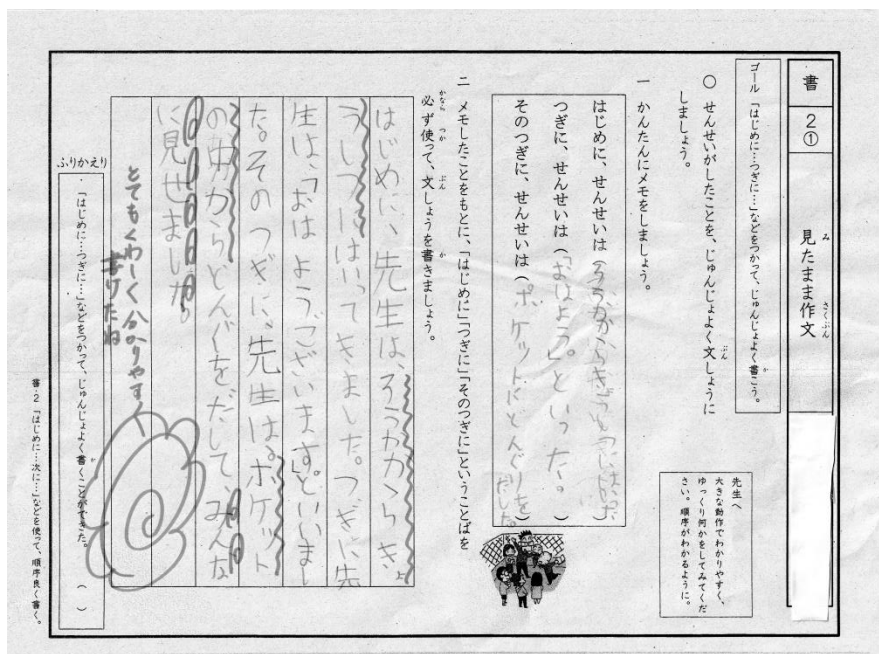 書
2①
見たまま作文
みさくぶん
ゴール 「はじめに…つぎに…」などをつかって、じゅんじょよく書こう。
か
○ せんせいがしたことを、じゅんじょよく文しょうに
ぶん
しましょう。
先生へ
大きな動作でわかりやすく、
ゆっくり何かをしてみてくだ
さい。順序がわかるように。
一 かんたんにメモをしましょう。
はじめに、せんせいは(ろうかからきょうしつにはいった)
つぎに、せんせいは(「おはよう。」といった。)
そのつぎに、せんせいは(ポケットにどんぐりを
だした)
二 メモしたことをもとに、「はじめに」「つぎに」「そのつぎに」ということばを
かならつかぶんか
必ず使って、文しょうを書きましょう。
はじめに、先生は、ろうかからきょ
うしつにはいってきました。つぎに先
生は、「おはようございます。」といいまし
た。そのつぎに、先生は。ポケット
の中からどんぐりをだして、みんな
に見せました。
とてもくわしく分かりやすく
書けたね
ふりかえり
・「はじめに…つぎに…」などをつかって、じゅんじょよく書くことができた。( )
か
書-2 「はじめに…次に…」などを使って、順序良く書く。